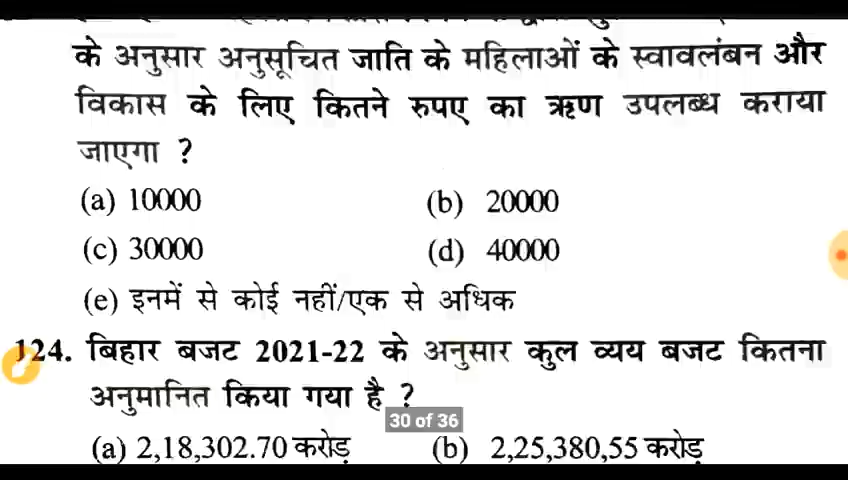 के अनुसार अनुसूचित जाति के महिलाओं के स्वावलंबन और
विकास के लिए कितने रुपए का ऋण उपलब्ध कराया
जाएगा ?
(a) 10000 (b) 20000
(c) 30000 (d) 40000
(e) इनमें से कोई नहीं/एक से अधिक
124. बिहार बजट 2021-22 के अनुसार कुल व्यय बजट कितना
अनुमानित किया गया है ?
30 of 36
(a) 2,18,302.70 करोड़ (b) 2,25,380,55 करोड़